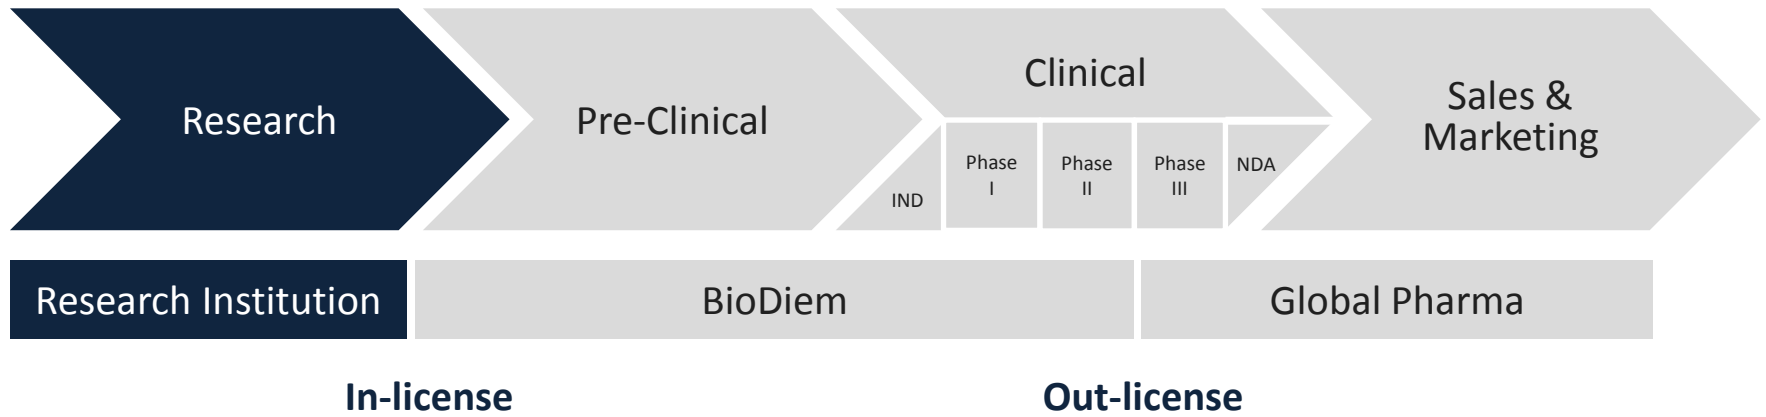 Research
Pre-Clinical
Clinical
IND
Phase
I
Phase
II
Phase
III
NDA
Sales &
Marketing
Research Institution
BioDiem
Global Pharma
In-license
Out-license